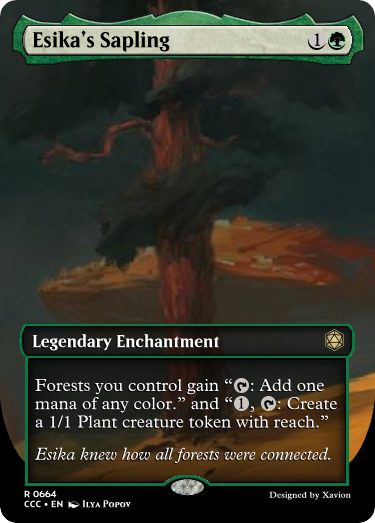 Esika's Sapling 1
Legendary Enchantment
Forests you control gain “: Add one
mana of any color.” and “1, : Create
a 1/1 Plant creature token with reach.”
Esika knew how all forests were connected.
R 0664
CCC • EN Ilya Popov
Designed by Xavion